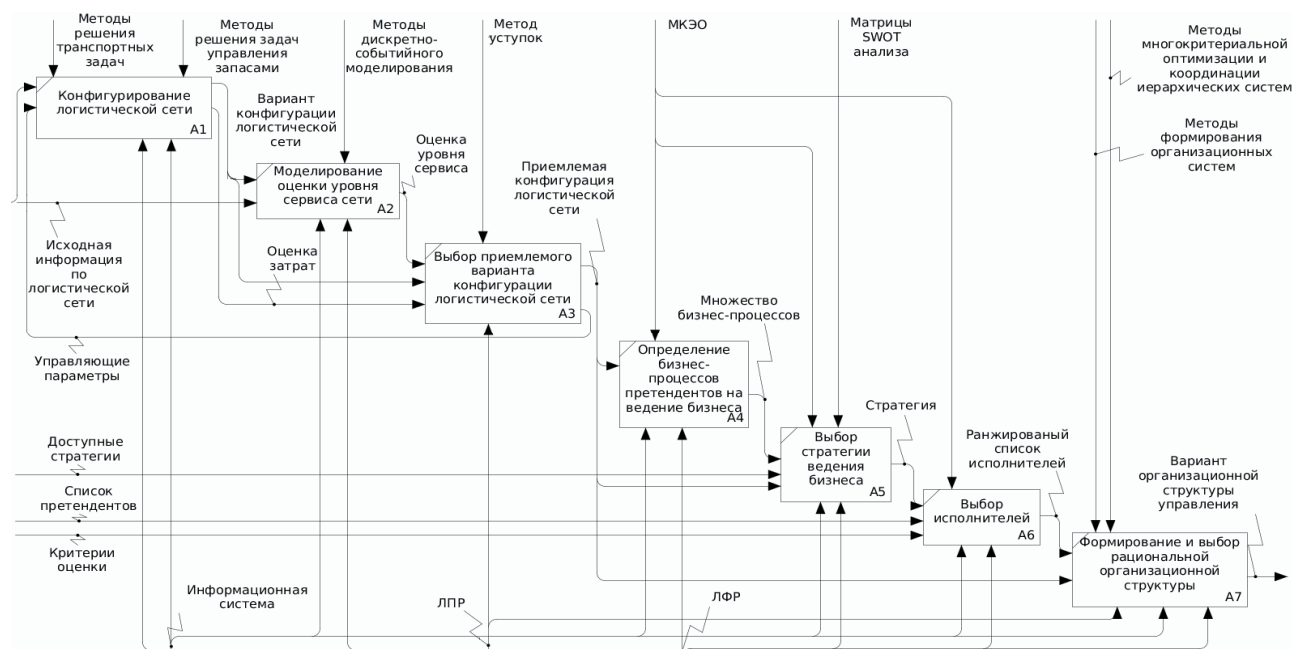 Методы
решения
транспортных
задач
Методы
решения задач
управления
запасами
Методы
дискретно-
событийного
моделирования
Метод
уступок
МКЭО
Матрицы
SWOT
анализа
Методы
многокритериальной
оптимизации и
координации
иерархических систем
Методы
формирования
организационных
систем
Конфигурирование
логистической сети
A1
Вариант
конфигурации
логистической
сети
Моделирование
оценки уровня
сервиса сети
A2
Оценка
уровня
сервиса
Приемлемая
конфигурация
логистической
сети
Исходная
информация
по
логистической
сети
Оценка
затрат
Выбор приемлемого
варианта
конфигурации
логистической сети
A3
Управляющие
параметры
Множество
бизнес-процессов
Определение
бизнес-
процессов
претендентов на
ведение бизнеса
A4
Доступные
стратегии
Стратегия
Выбор
стратегии
ведения
бизнеса
A5
Список
претендентов
Критерии
оценки
Ранжированый
список
исполнителей
Выбор
исполнителей
A6
Вариант
организационной
структуры
управления
Формирование и выбор
рациональной
организационной
структуры
A7
Информационная
система
ЛПР
ЛФР